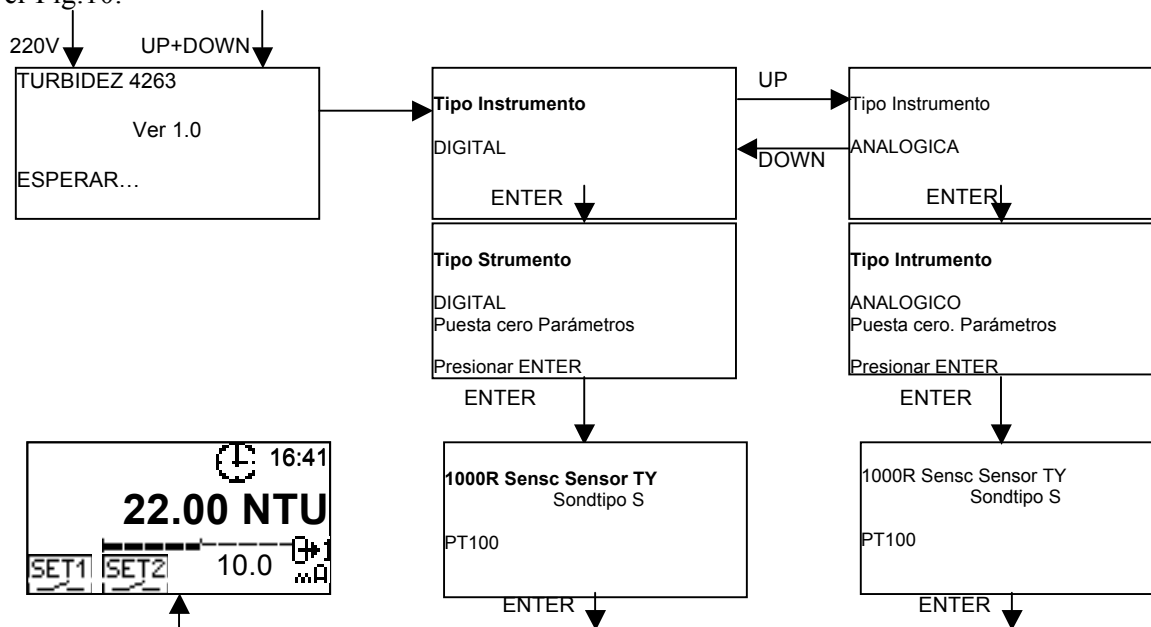 er Fig.10.
220V UP+DOWN
TURBIDEZ 4263
Ver 1.0
ESPERAR…
Tipo Instrumento
DIGITAL
ENTER
UP
DOWN
Tipo Instrumento
ANALOGICA
ENTER
Tipo Strumento
DIGITAL
Puesta cero Parámetros
Presionar ENTER
ENTER
Tipo Intrumento
ANALOGICO
Puesta cero. Parámetros
Presionar ENTER
ENTER
16:41
22.00 NTU
SET1 SET2 10.0 mA
1000R Sensc Sensor TY
Sondtipo S
PT100
ENTER
1000R Sensc Sensor TY
Sondtipo S
PT100
ENTER